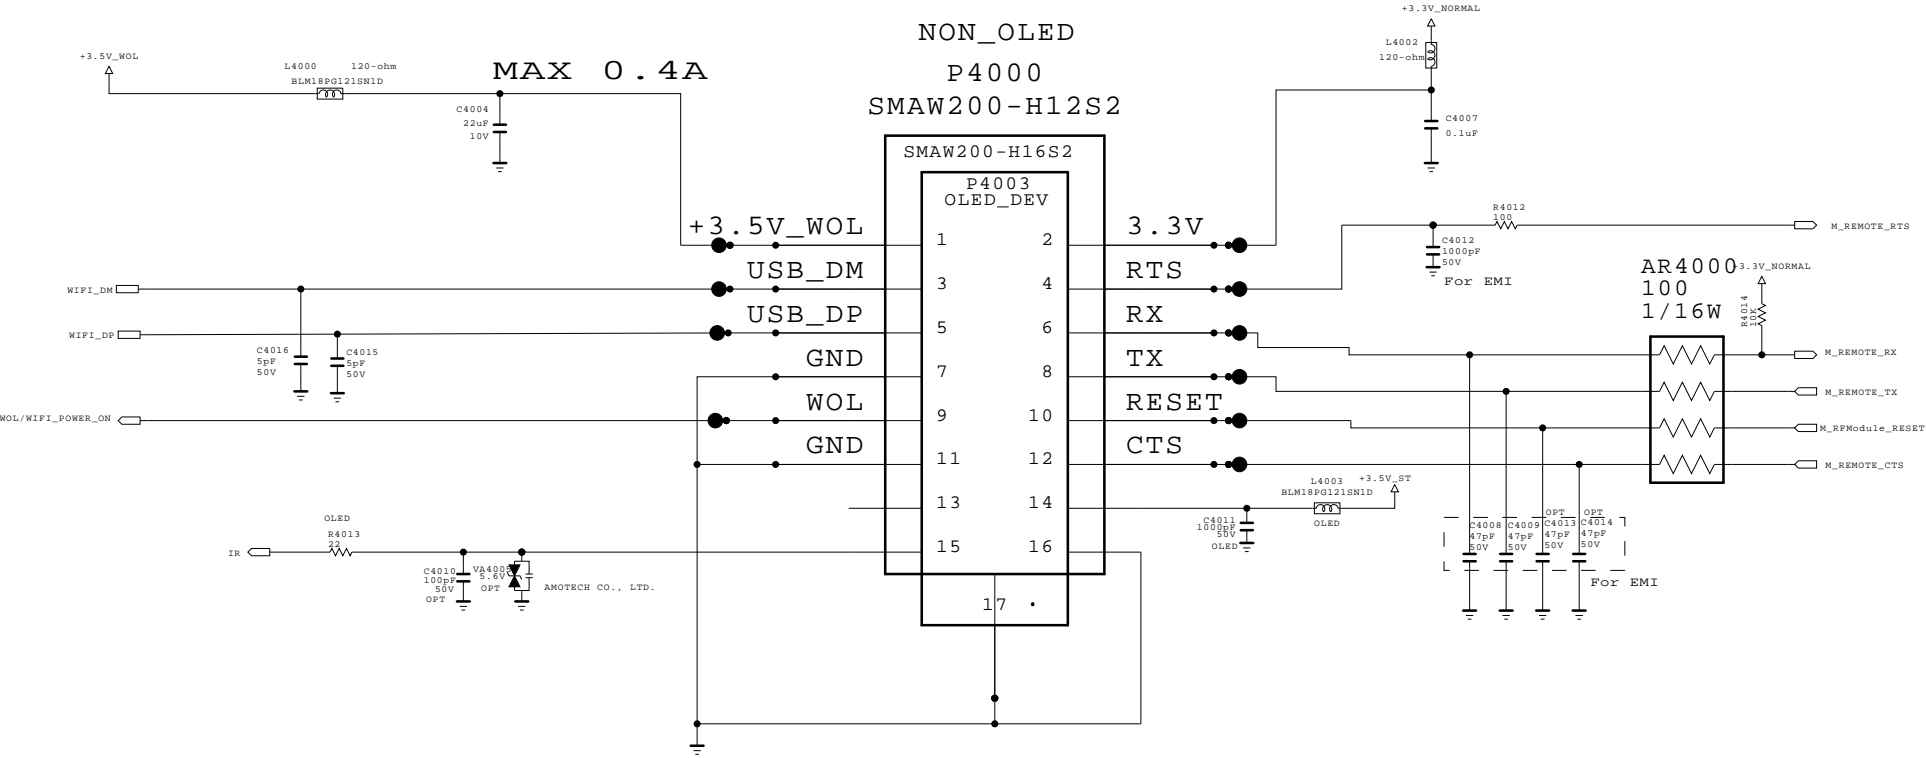 NON_OLED
P4000
SMAW200-H12S2
SMAW200-H16S2
P4003
OLED_DEV
+3.5V_WOL
L4000 120-ohm
BLM18PG121SN1D
MAX 0.4A
C4004
22uF
10V
+3.3V_NORMAL
L4002
120-ohm
C4007
0.1uF
+3.5V_WOL
1
2
3.3V
USB_DM
3
4
RTS
USB_DP
5
6
RX
GND
7
8
TX
WOL
9
10
RESET
GND
11
12
CTS
13
14
15
16
17
WIFI_DM
WIFI_DP
C4016
5pF
50V
C4015
5pF
50V
WOL/WIFI_POWER_ON
OLED
R4013
22
IR
C4010
100pF
50V
OPT
5.6V
OPT
AMOTECH CO., LTD.
R4012
100
M_REMOTE_RTS
C4012
1000pF
50V
For EMI
AR4000
100
1/16W
+3.3V_NORMAL
R4014
10K
M_REMOTE_RX
M_REMOTE_TX
M_RFModule_RESET
M_REMOTE_CTS
L4003
BLM18PG121SN1D
OLED
+3.5V_ST
C4011
1000pF
50V
OLED
C4008
47pF
50V
C4009
47pF
50V
OPT
C4013
47pF
50V
OPT
C4014
47pF
50V
For EMI